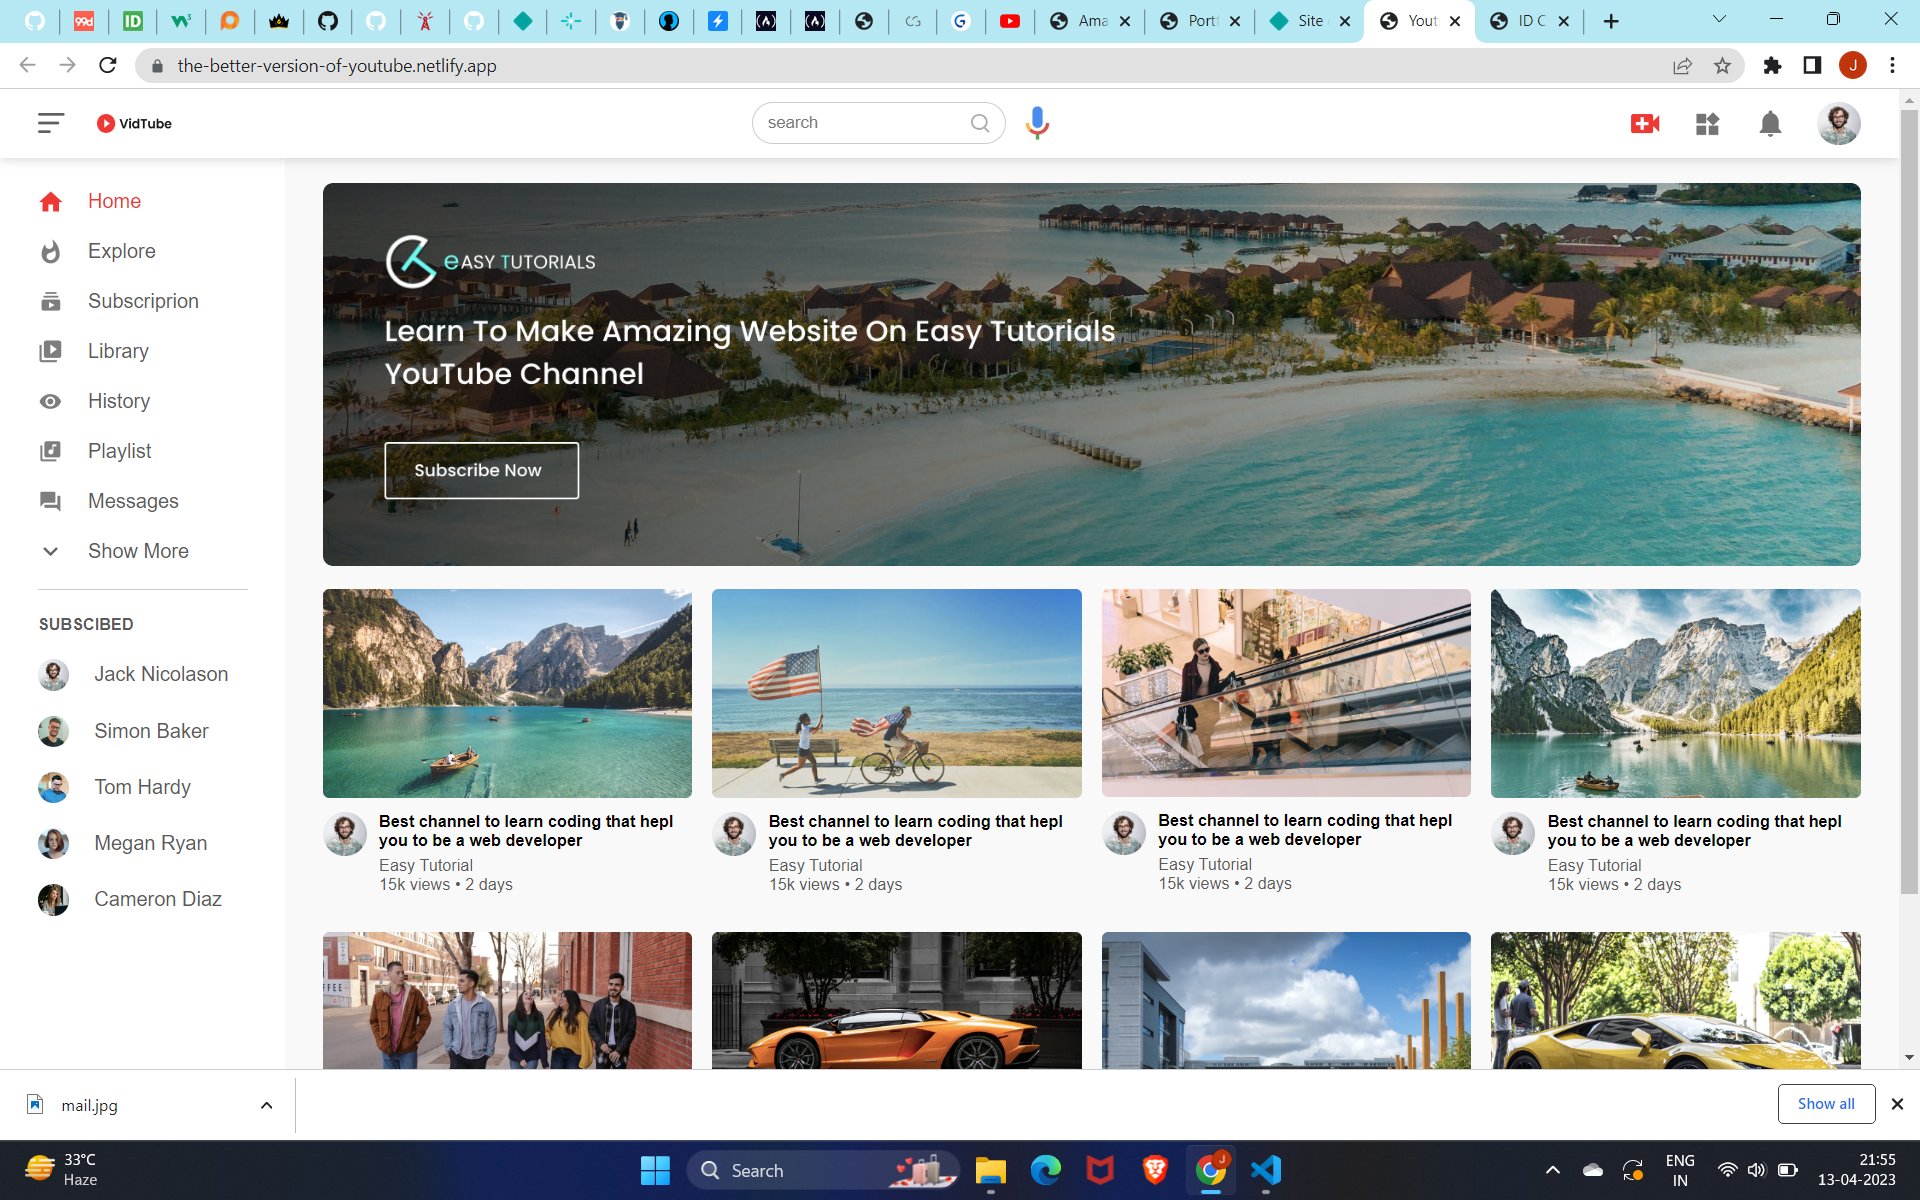 99d
ID
w3
Ama
Portf
Site
Yout
ID C
the-better-version-of-youtube.netlify.app
J
VidTube
search
Home
Explore
Subscriprion
Library
History
Playlist
Messages
Show More
SUBSCIBED
Jack Nicolason
Simon Baker
Tom Hardy
Megan Ryan
Cameron Diaz
eASY TUTORIALS
Learn To Make Amazing Website On Easy Tutorials
YouTube Channel
Subscribe Now
Best channel to learn coding that hepl
you to be a web developer
Easy Tutorial
15k views • 2 days
Best channel to learn coding that hepl
you to be a web developer
Easy Tutorial
15k views • 2 days
Best channel to learn coding that hepl
you to be a web developer
Easy Tutorial
15k views • 2 days
Best channel to learn coding that hepl
you to be a web developer
Easy Tutorial
15k views • 2 days
mail.jpg
Show all
33°C
Haze
Search
J
ENG
IN
21:55
13-04-2023